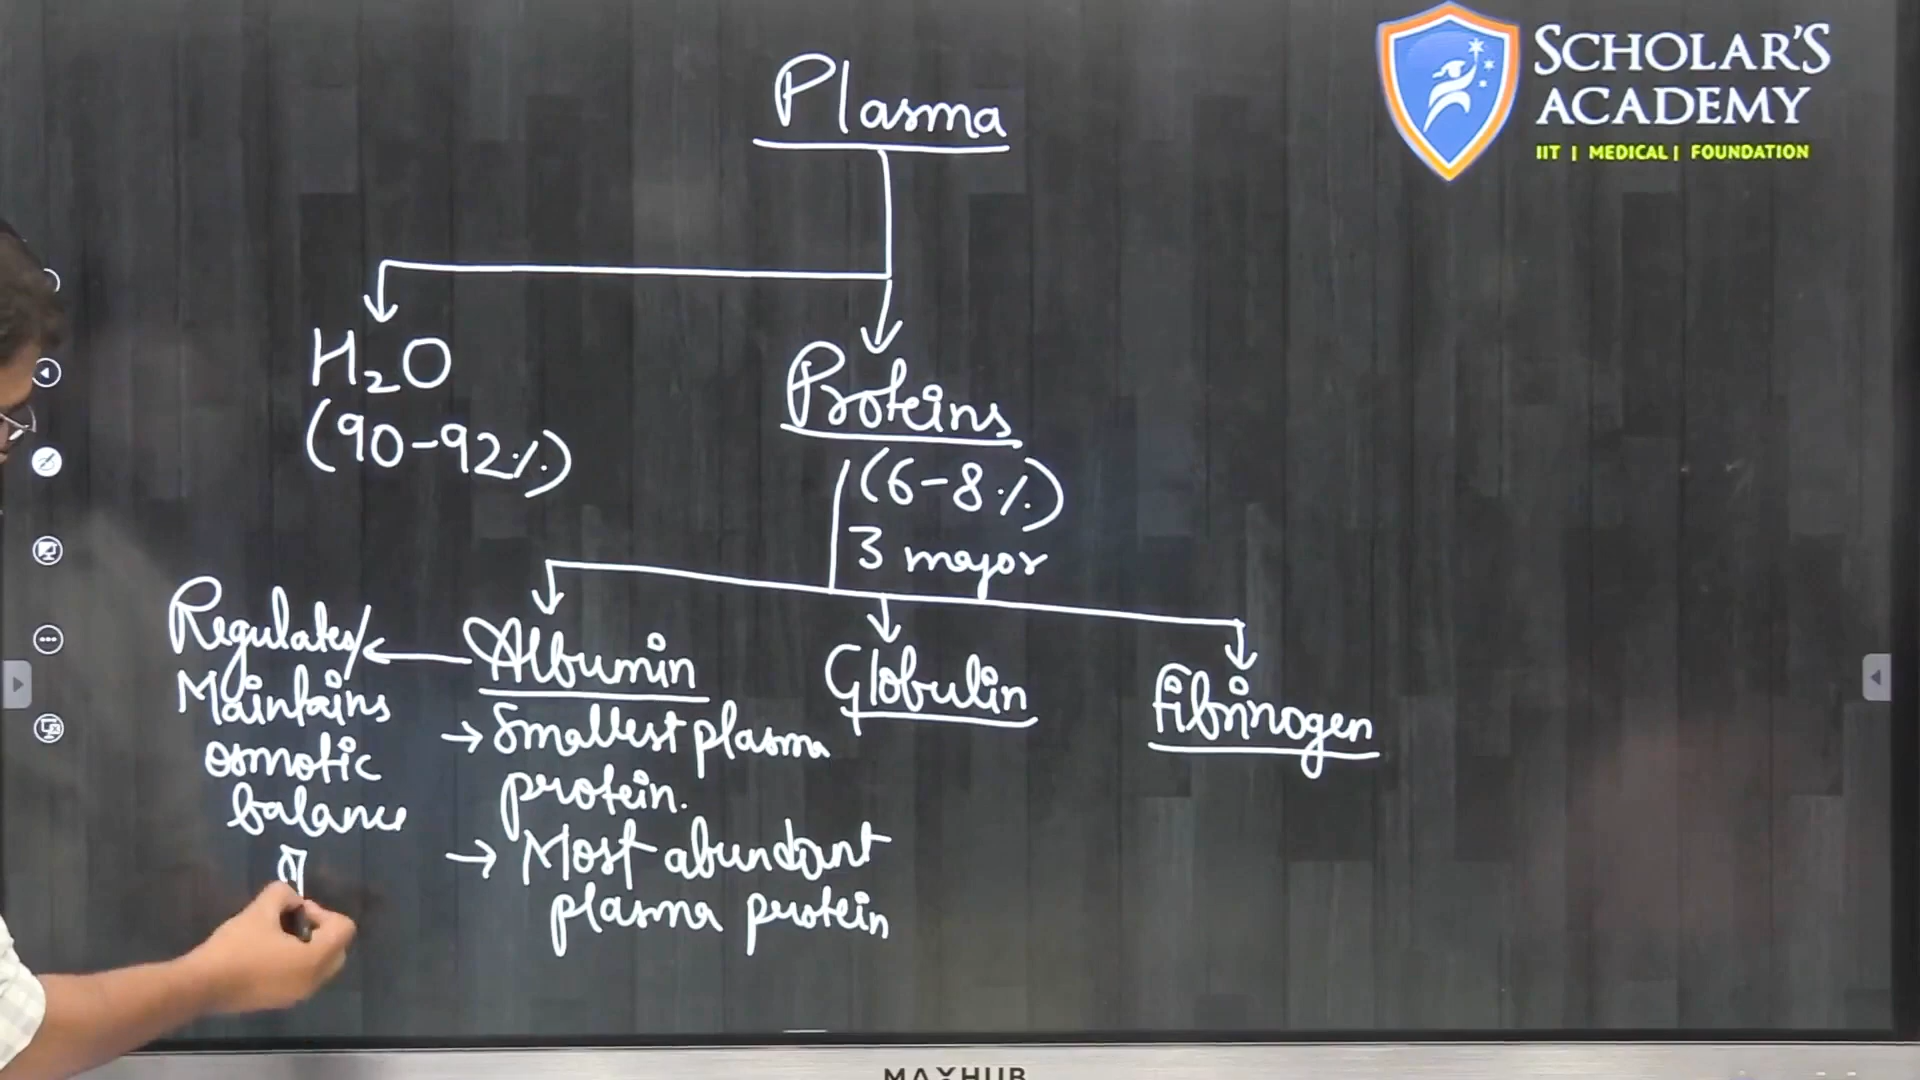 SCHOLAR'S
ACADEMY
IIT | MEDICAL | FOUNDATION
Plasma
H₂O
(90-92%)
Proteins
(6-8%)
3 major
Regulates/
Maintains
osmotic
balance
Albumin
→ Smallest plasma
protein.
→ Most abundant
plasma protein
Globulin
Fibrinogen
MAXHUB